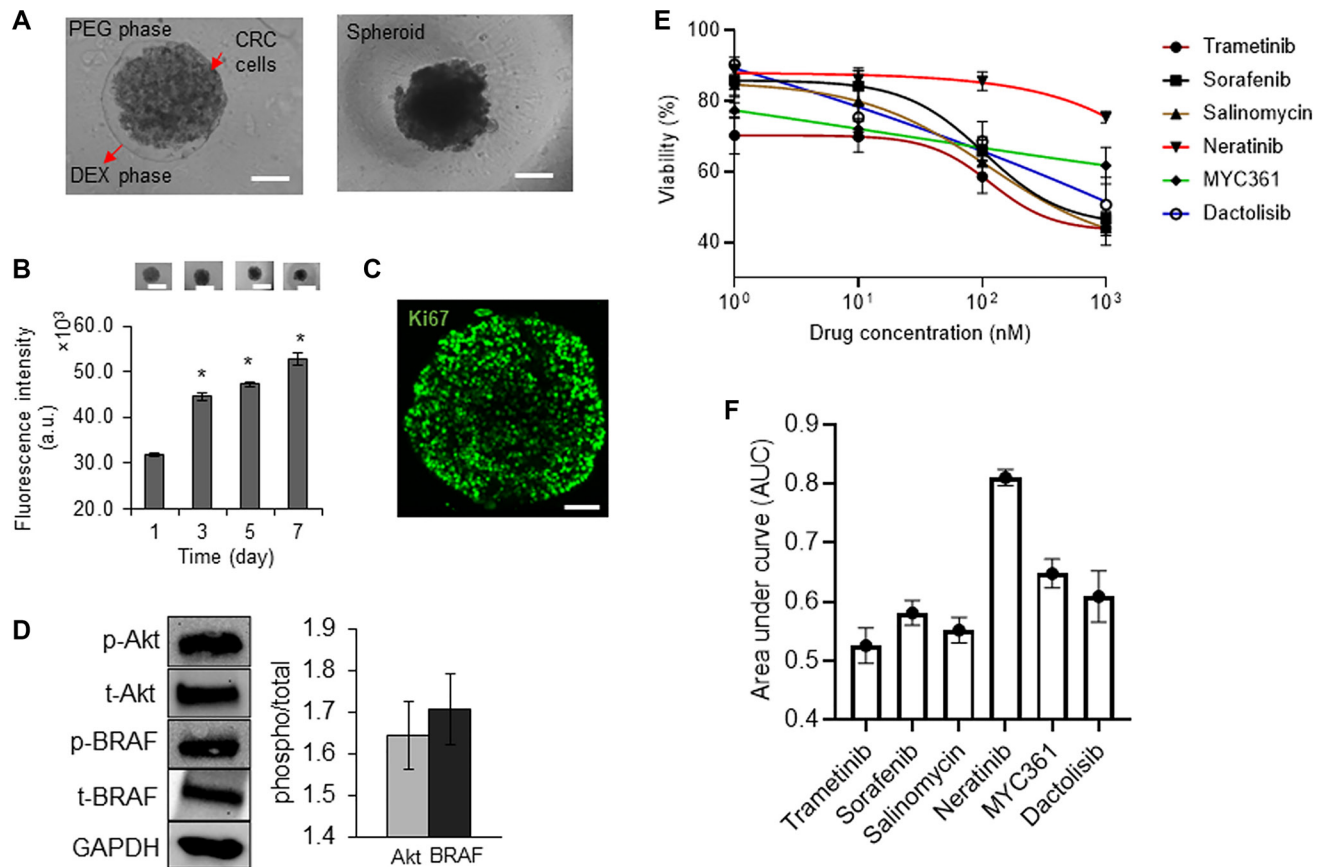 A
PEG phase
CRC
cells
DEX phase
Spheroid
B
Fluorescence intensity
(a.u.)
×10³
60.0
50.0
40.0
30.0
20.0
* * *
1 3 5 7
Time (day)
C
Ki67
D
p-Akt
t-Akt
p-BRAF
t-BRAF
GAPDH
phospho/total
1.9
1.8
1.7
1.6
1.5
1.4
Akt BRAF
E
Viability (%)
100
80
60
40
10⁰ 10¹ 10² 10³
Drug concentration (nM)
Trametinib
Sorafenib
Salinomycin
Neratinib
MYC361
Dactolisib
F
Area under curve (AUC)
0.9
0.8
0.7
0.6
0.5
0.4
Trametinib
Sorafenib
Salinomycin
Neratinib
MYC361
Dactolisib